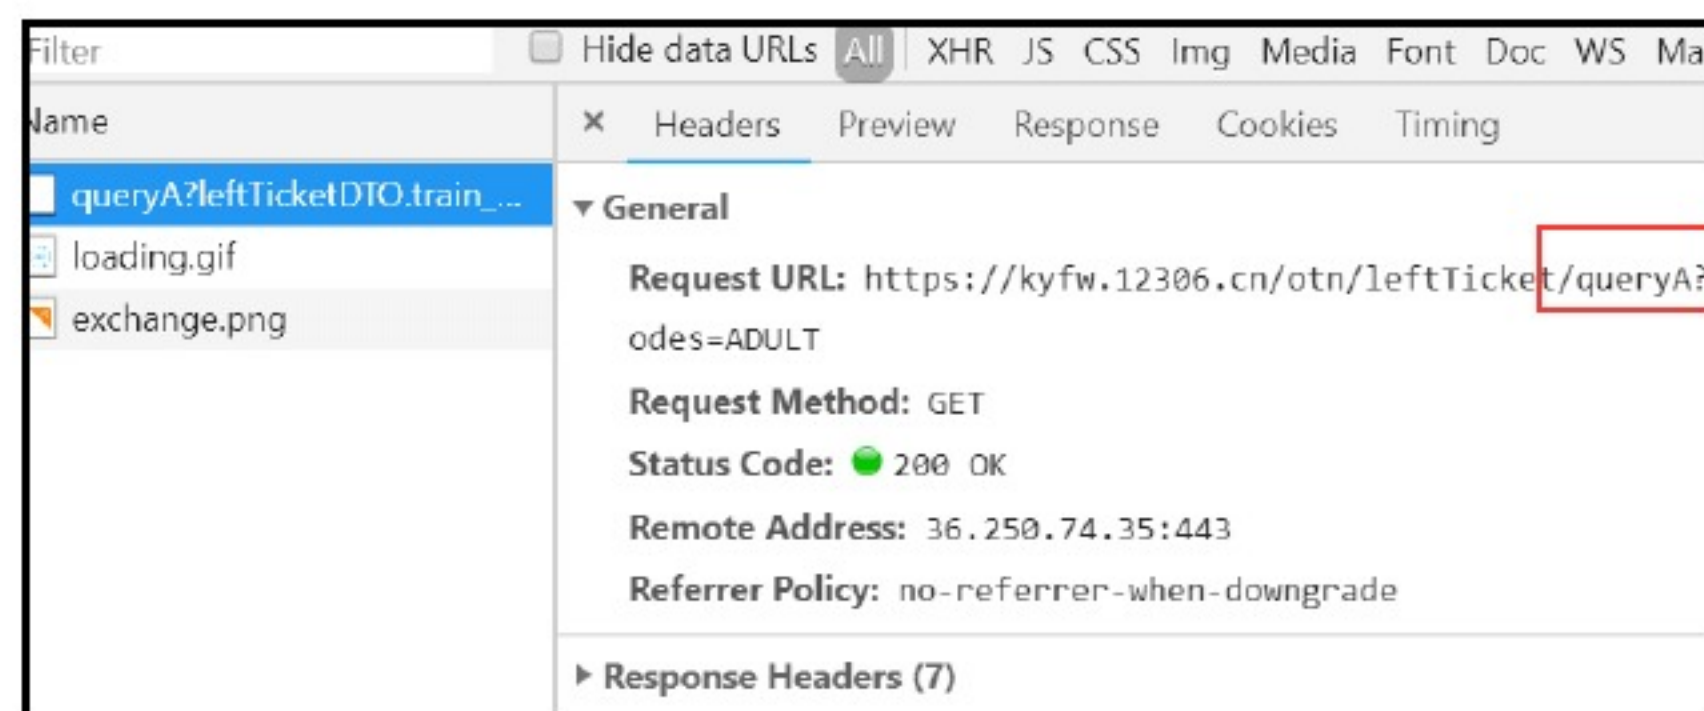 Filter Hide data URLs All XHR JS CSS Img Media Font Doc WS Ma
Name
× Headers Preview Response Cookies Timing
queryA?leftTicketDTO.train_...
loading.gif
exchange.png
▼ General
Request URL: https://kyfw.12306.cn/otn/leftTicket/queryA?
odes=ADULT
Request Method: GET
Status Code: 200 OK
Remote Address: 36.250.74.35:443
Referrer Policy: no-referrer-when-downgrade
▶ Response Headers (7)